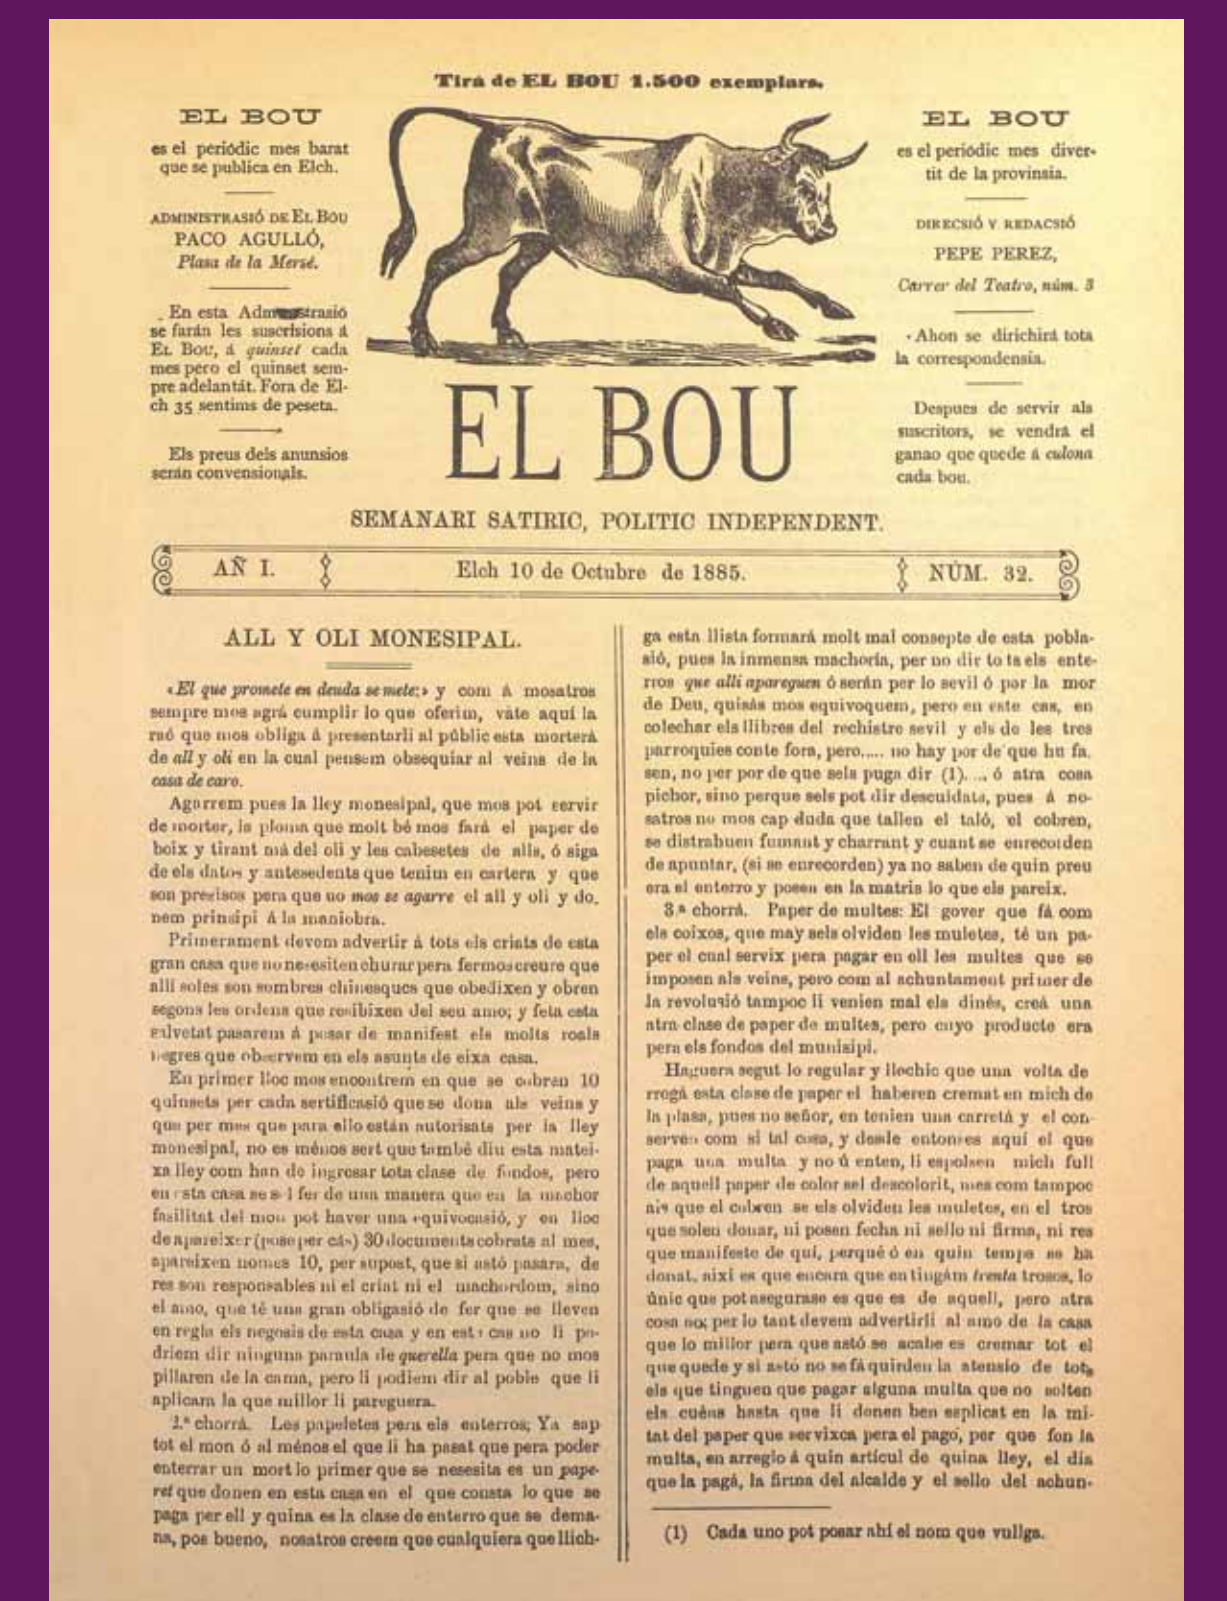 Tirá de EL BOU 1.500 exemplars.
EL BOU
es el periódic mes barat
que se publica en Elch.
ADMINISTRASIÓ DE EL BOU
PACO AGULLÓ,
Plasa de la Mersé.
En esta Admnstrasió
se farán les suscrisions á
EL BOU, á quinset cada
mes pero el quinset sem-
pre adelantát. Fora de El-
ch 35 sentims de peseta.
Els preus dels anunsios
serán convensionals.
EL BOU
es el periódic mes diver-
tit de la provinsia.
DIRECSIÓ Y REDACSIÓ
PEPE PEREZ,
Carrer del Teatro, núm. 3
Ahon se dirichirá tota
la correspondensia.
Despues de servir als
suscritors, se vendrá el
ganao que quede á culona
cada bou.
EL BOU
SEMANARI SATIRIC, POLITIC INDEPENDENT.
AÑ I.
Elch 10 de Octubre de 1885.
NÚM. 32.
ALL Y OLI MONESIPAL.
«El que promete en deuda se mete;» y com á mosatros
sempre mos agrá cumplir lo que oferim, váte aquí la
raó que mos obliga á presentarli al públic esta morterá
de all y oli en la cual pensem obsequiar al veins de la
casa de caro.
Agarrem pues la lley monesipal, que mos pot servir
de morter, la ploma que molt bé mos fará el paper de
boix y tirant má del oli y les cabesetes de alls, ó siga
de els datos y antesedents que tenim en cartera y que
son presisos pera que no mos se agarre el all y oli y do-
nem prinsipi á la maniobra.
Primerament devem advertir á tots els criats de esta
gran casa que no nesesiten churar pera fermos creure que
allí soles son sombres chinesques que obedixen y obren
segons les ordens que resibixen del seu amo; y feta esta
salvetat pasarem á posar de manifest els molts roals
negres que observem en els asunts de eixa casa.
En primer lloc mos encontrem en que se cobren 10
quinsets per cada sertificasió que se dona als veins y
que per mes que para ello están autorisats per la lley
monesipal, no es ménos sert que també diu esta matei-
xa lley com han de ingresar tota clase de fondos, pero
en esta casa se sol fer de una manera que en la machor
fasilitat del mon pot haver una equivocasió, y en lloc
de apareixer (pose per cás) 30 documents cobrats al mes,
apareixen nomes 10, per supost, que si astó pasara, de
res son responsables ni el criat ni el machordom, sino
el amo, que té una gran obligasió de fer que se lleven
en regla els negosis de esta casa y en este cas no li po-
driem dir ninguna paraula de querella pera que no mos
pillaren de la cama, pero li podiem dir al poble que li
aplicara la que millor li pareguera.
2.ª chorrá. Les papeletes pera els enterros; Ya sap
tot el mon ó al ménos el que li ha pasat que pera poder
enterrar un mort lo primer que se nesesita es un pape-
ret que donen en esta casa en el que consta lo que se
paga per ell y quina es la clase de enterro que se dema-
na, pos bueno, nosatros creem que cualquiera que llich-
ga esta llista formará molt mal consepte de esta pobla-
sió, pues la inmensa machoría, per no dir to ts els ente-
rros que allí apareguen ó serán per lo sevil ó por la mor
de Deu, quisás mos equivoquem, pero en este cas, en
colechar els llibres del rechistre sevil y els de les tres
parroquies conte fora, pero..... no hay por de que hu fa-
sen, no per por de que sels puga dir (1)...., ó atra cosa
pichor, sino perque sels pot dir descuidats, pues á no-
satros no mos cap duda que tallen el taló, el cobren,
se distrahuen fumant y charrant y cuant se enrecorden
de apuntar, (si se enrecorden) ya no saben de quin preu
era el enterro y posen en la matris lo que els pareix.
3.ª chorrá. Paper de multes: El gover que fá com
els coixos, que may sels olviden les muletes, té un pa-
per el cual servix pera pagar en ell les multes que se
imposen als veins, pero com al achuntament primer de
la revolusió tampoc li venien mal els dinés, creá una
atra clase de paper de multes, pero cuyo producte era
pera els fondos del munisipi.
Haguera segut lo regular y llochic que una volta de
rrogá esta clase de paper el haberen cremat en mich de
la plasa, pues no señor, en tenien una carretá y el con-
serven com si tal cosa, y desde entonses aquí el que
paga una multa y no ú enten, li espolsen mich full
de aquell paper de color sel descolorit, mes com tampoc
ais que el cobren se els olviden les muletes, en el tros
que solen donar, ni posen fecha ni sello ni firma, ni res
que manifeste de quí, perqué ó en quin temps se ha
donat, aixi es que encara que en tingám trenta trosos, lo
únic que pot asegurase es que es de aquell, pero atra
cosa no; per lo tant devem advertirli al amo de la casa
que lo millor pera que astó se acabe es cremar tot el
que quede y si astó no se fá quirden la atensio de tots
els que tinguen que pagar alguna multa que no solten
els cuéns hasta que li donen ben esplicat en la mi-
tat del paper que servixca pera el pago, per que fon la
multa, en arreglo á quin articul de quina lley, el dia
que la pagá, la firma del alcalde y el sello del achun-
(1) Cada uno pot posar ahí el nom que vullga.